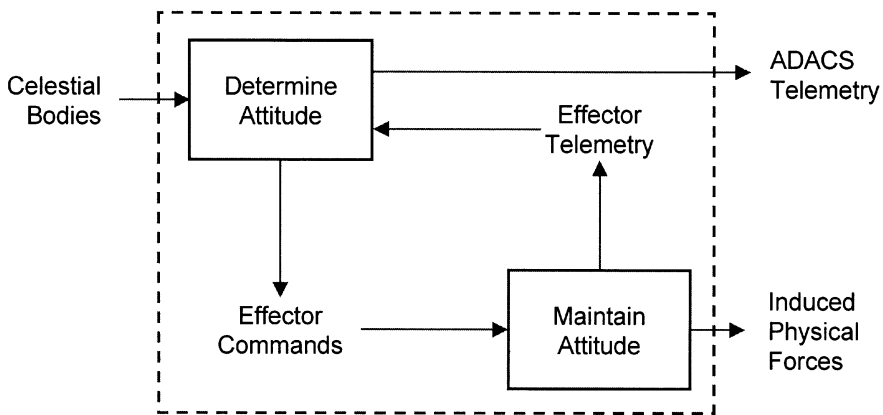 Celestial
Bodies
Determine
Attitude
ADACS
Telemetry
Effector
Telemetry
Effector
Commands
Maintain
Attitude
Induced
Physical
Forces